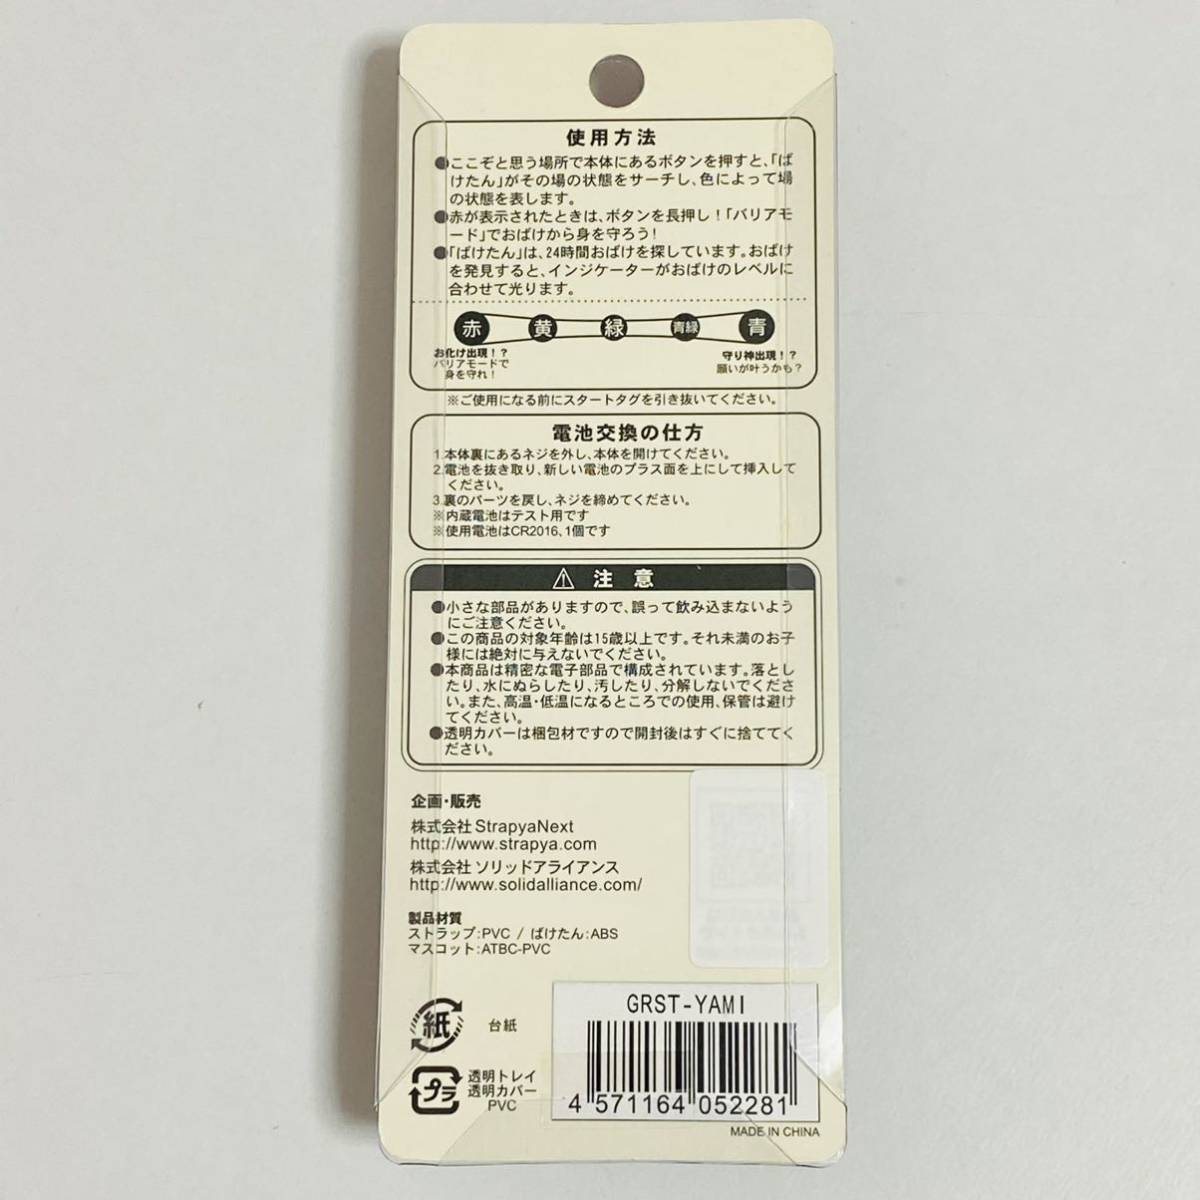 使用方法
●ここぞと思う場所で本体にあるボタンを押すと、「ば
けたん」がその場の状態をサーチし、色によって場
の状態を表します。
●赤が表示されたときは、ボタンを長押し！「バリアモ
ード」でおばけから身を守ろう！
●「ばけたん」は、24時間おばけを探しています。おばけ
を発見すると、インジケーターがおばけのレベルに
合わせて光ります。
赤 黄 緑 青緑 青
お化け出現！？
バリアモードで
身を守れ！
守り神出現！？
願いが叶うかも？
※ご使用になる前にスタートタグを引き抜いてください。
電池交換の仕方
1.本体裏にあるネジを外し、本体を開けてください。
2.電池を抜き取り、新しい電池のプラス面を上にして挿入して
ください。
3.裏のパーツを戻し、ネジを締めてください。
※内蔵電池はテスト用です
※使用電池はCR2016、1個です
⚠ 注意
●小さな部品がありますので、誤って飲み込まないよう
にご注意ください。
●この商品の対象年齢は15歳以上です。それ未満のお子
様には絶対に与えないでください。
●本商品は精密な電子部品で構成されています。落とし
たり、水にぬらしたり、汚したり、分解しないでくださ
い。また、高温・低温になるところでの使用、保管は避け
てください。
●透明カバーは梱包材ですので開封後はすぐに捨ててく
ださい。
企画・販売
株式会社 StrapyaNext
http://www.strapya.com
株式会社 ソリッドアライアンス
http://www.solidalliance.com/
製品材質
ストラップ：PVC / ばけたん：ABS
マスコット：ATBC-PVC
紙 台紙
プラ 透明トレイ
透明カバー
PVC
GRST-YAMI
4 571164 052281
MADE IN CHINA